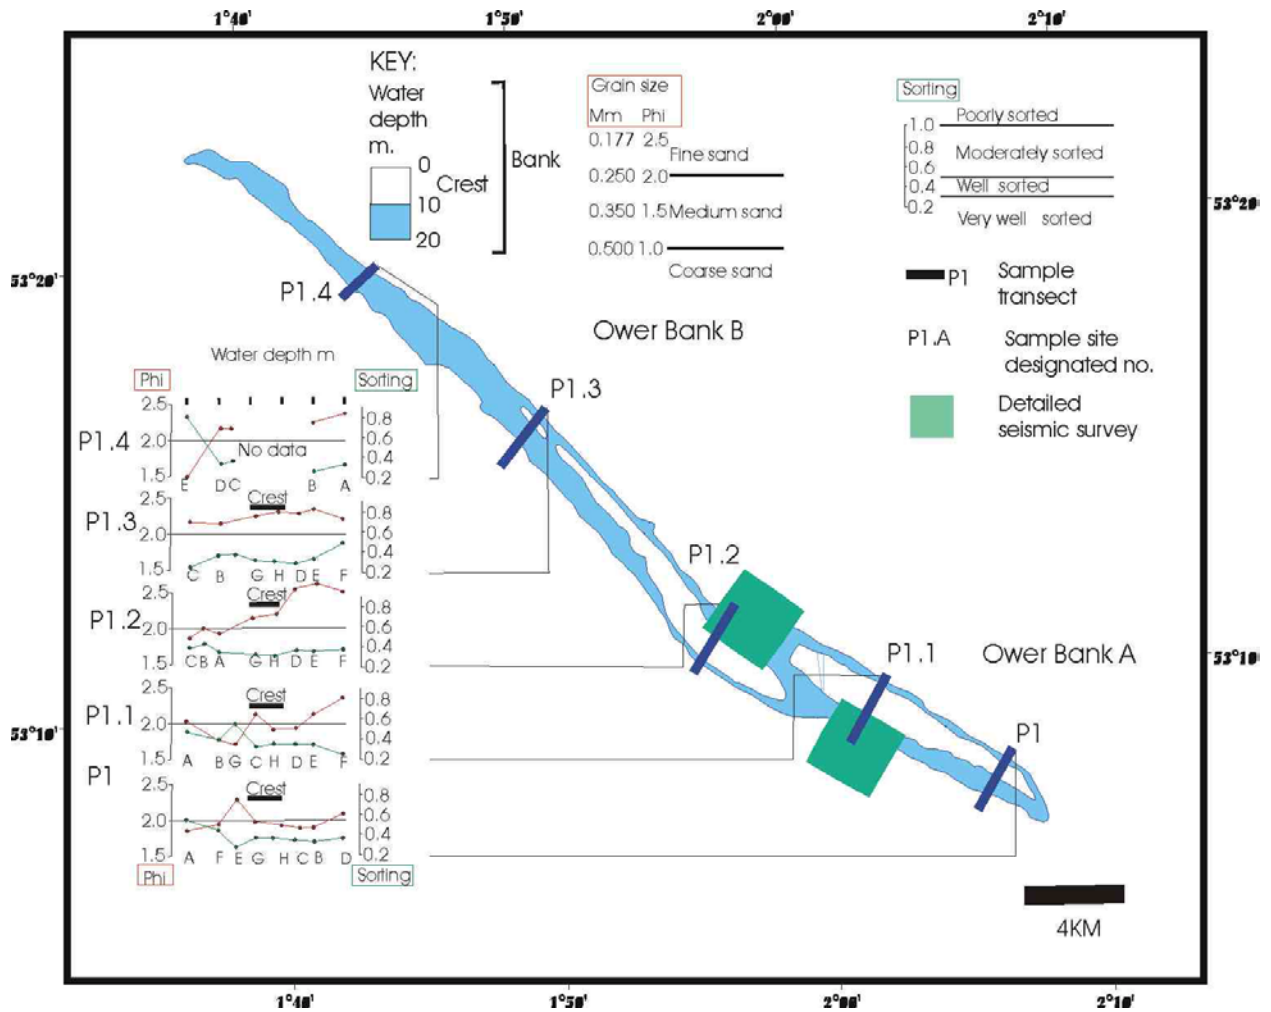 1°40' 1°50' 2°00' 2°10'
KEY:
Water
depth
m.
0
Crest
10
20
Bank
Grain size
Mm Phi
0.177 2.5
Fine sand
0.250 2.0
0.350 1.5 Medium sand
0.500 1.0
Coarse sand
Sorting
Poorly sorted
1.0
0.8
Moderately sorted
0.6
0.4
Well sorted
0.2
Very well sorted
53°20'
53°20'
P1 Sample
transect
P1.A Sample site
designated no.
Detailed
seismic survey
P1.4
Ower Bank B
P1.3
P1.2
P1.1
Ower Bank A
P1
53°10'
53°10'
Water depth m
Phi Sorting
P1.4
2.5
2.0
1.5
No data
0.8
0.6
0.4
0.2
E D C B A
P1.3
2.5
2.0
1.5
Crest
0.8
0.6
0.4
0.2
C B G H D E F
P1.2
2.5
2.0
1.5
Crest
0.8
0.6
0.4
0.2
C B A G H D E F
P1.1
2.5
2.0
1.5
Crest
0.8
0.6
0.4
0.2
A B G C H D E F
P1
2.5
2.0
1.5
Crest
0.8
0.6
0.4
0.2
A F E G H C B D
Phi Sorting
4KM
1°40' 1°50' 2°00' 2°10'